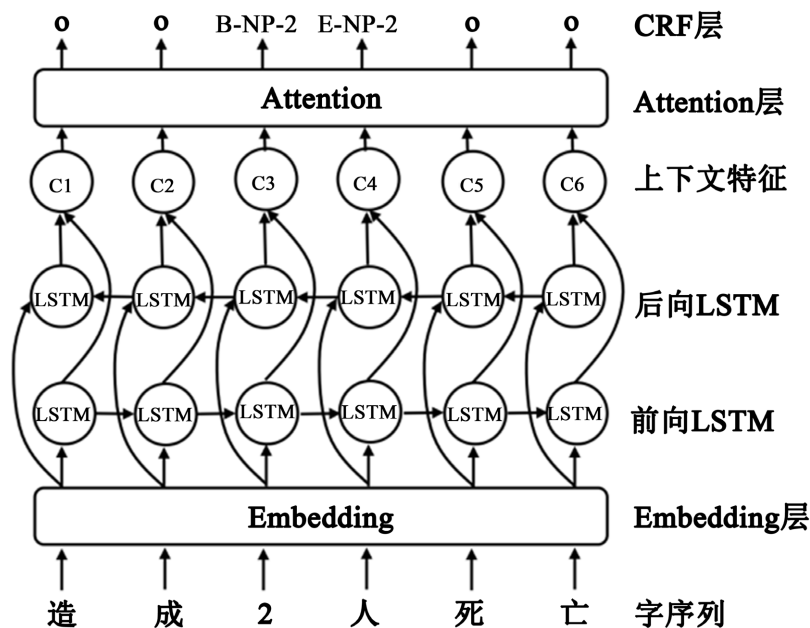 o o B-NP-2 E-NP-2 o o CRF层
Attention Attention层
C1 C2 C3 C4 C5 C6 上下文特征
LSTM LSTM LSTM LSTM LSTM LSTM 后向LSTM
LSTM LSTM LSTM LSTM LSTM LSTM 前向LSTM
Embedding Embedding层
造 成 2 人 死 亡 字序列